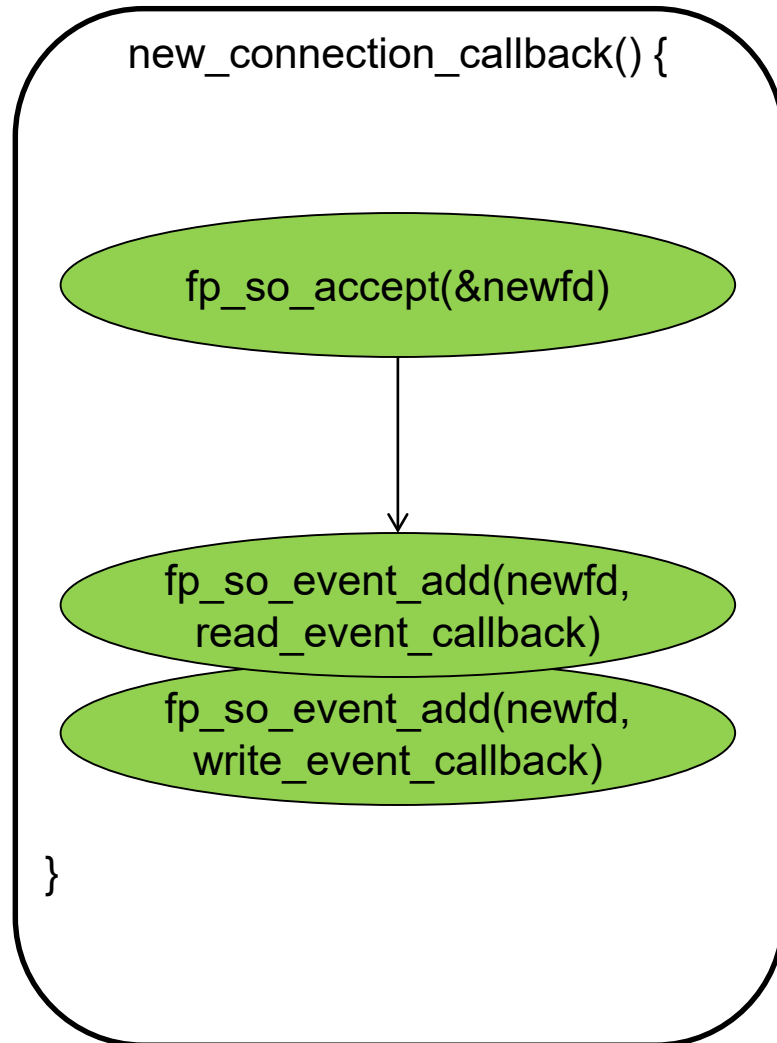 new_connection_callback() {
fp_so_accept(&newfd)
fp_so_event_add(newfd,
read_event_callback)
fp_so_event_add(newfd,
write_event_callback)
}